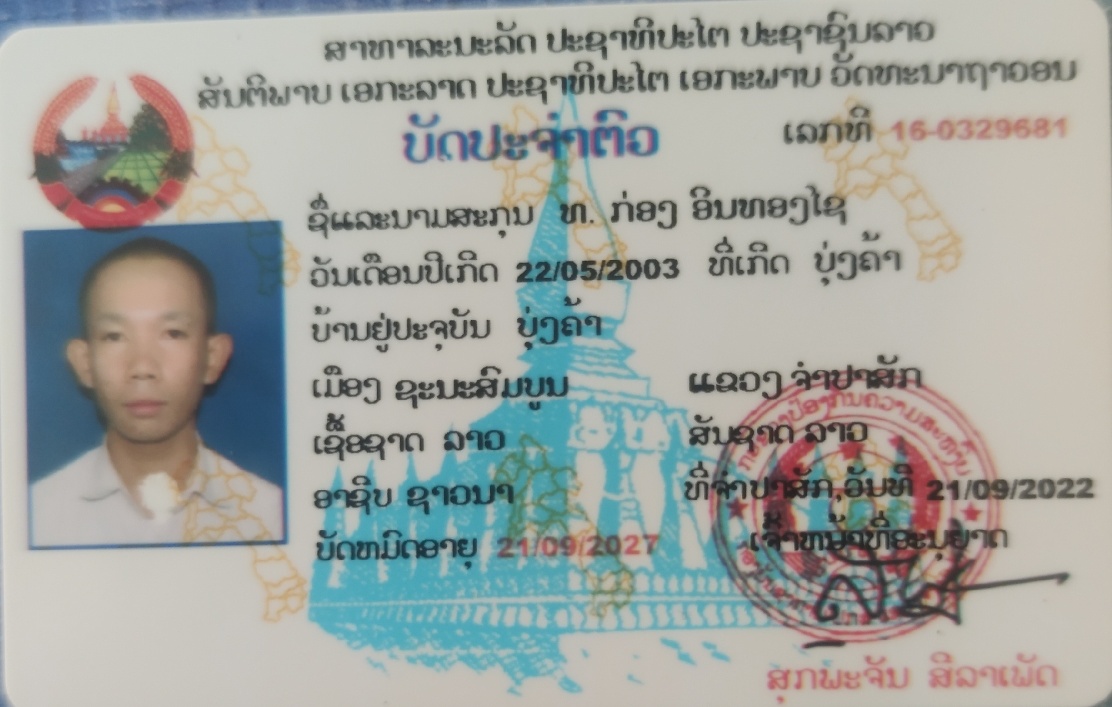 ສາທາລະນະລັດ ປະຊາທິປະໄຕ ປະຊາຊົນລາວ
ສັນຕິພາບ ເອກະລາດ ປະຊາທິປະໄຕ ເອກະພາບ ວັດທະນາຖາວອນ
ບັດປະຈຳຕົວ ເລກທີ 16-0329681
ຊື່ແລະນາມສະກຸນ ທ. ກ່ອງ ອິນທອງໄຊ
ວັນເດືອນປີເກີດ 22/05/2003 ທີ່ເກີດ ບຸ່ງຄ້າ
ບ້ານຢູ່ປະຈຸບັນ ບຸ່ງຄ້າ
ເມືອງ ຊະນະສົມບູນ ແຂວງ ຈຳປາສັກ
ເຊື້ອຊາດ ລາວ ສັນຊາດ ລາວ
ອາຊີບ ຊາວນາ ທີ່ຈຳປາສັກ,ວັນທີ 21/09/2022
ບັດຫມົດອາຍຸ 21/09/2027 ເຈົ້າຫນ້າທີ່ອະນຸຍາດ
ສຸກພະຈັນ ສີລາເພັດ